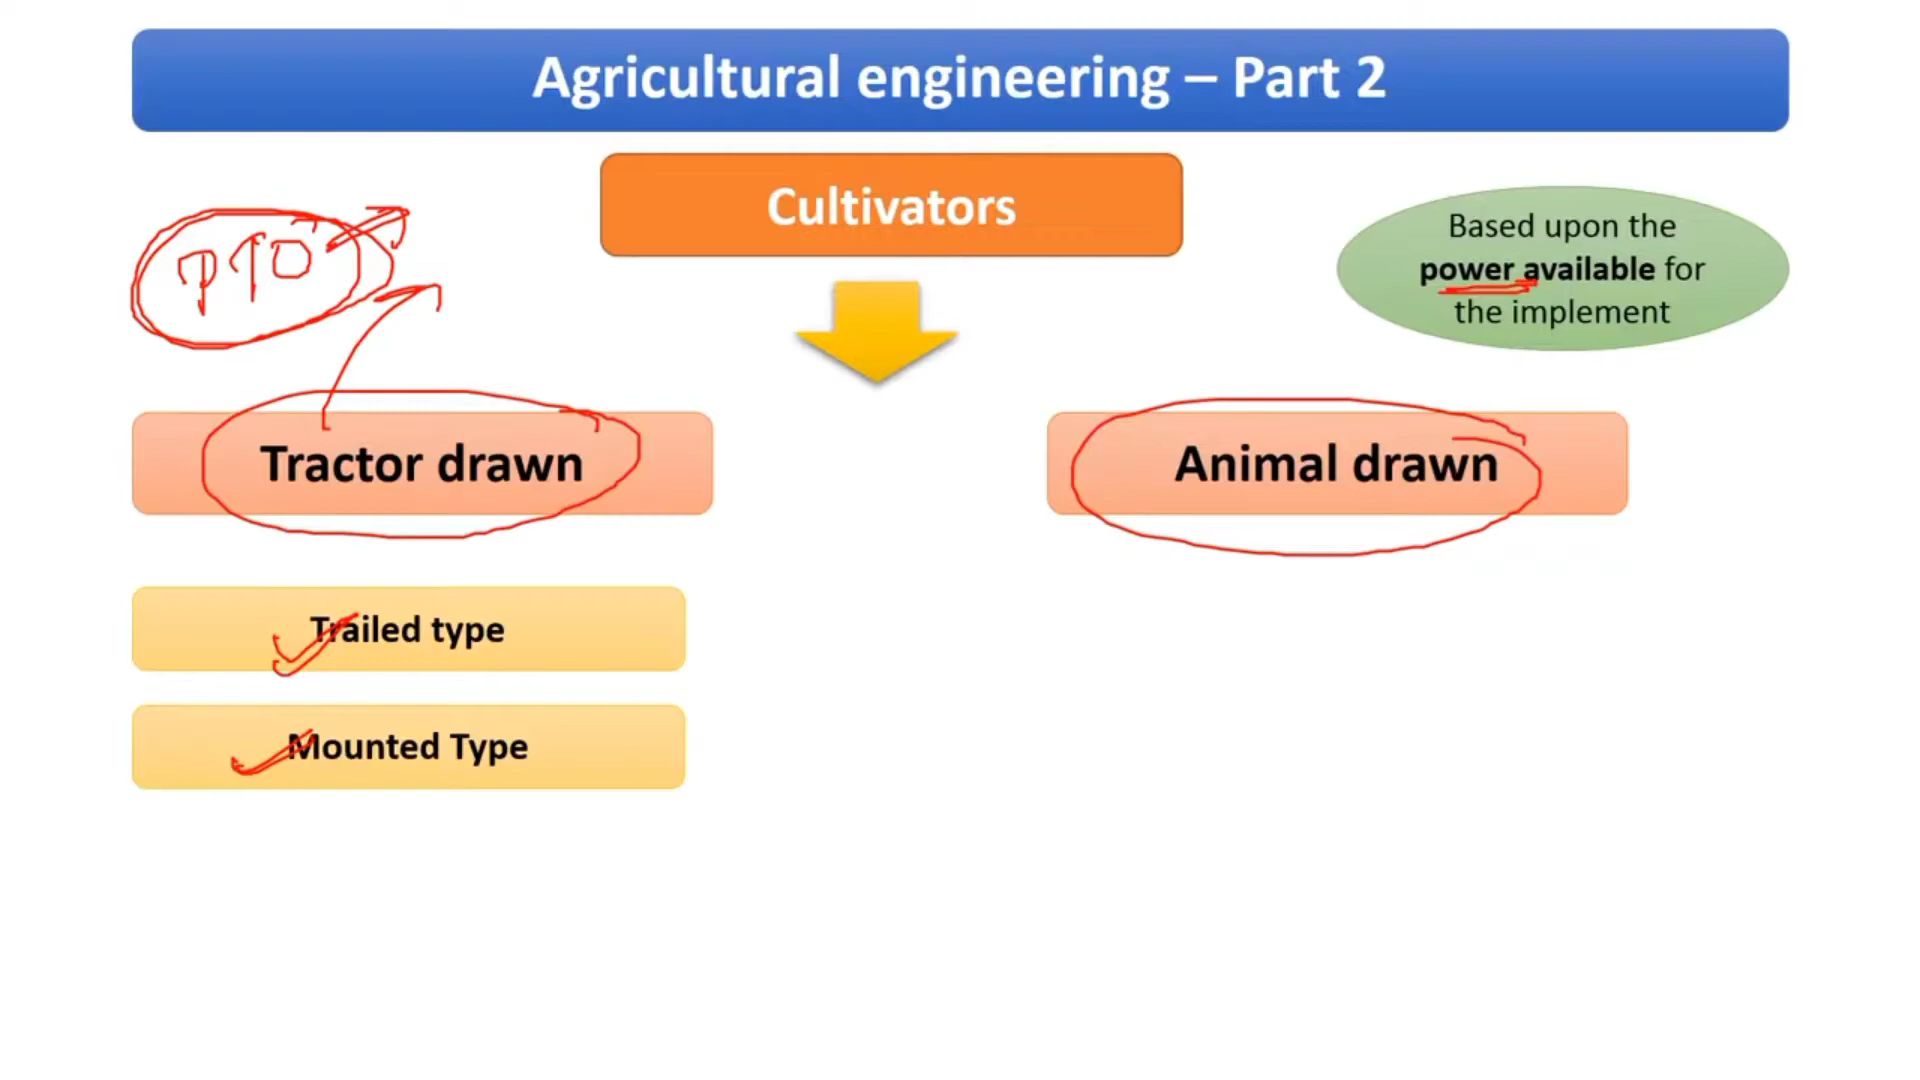 Agricultural engineering – Part 2
Cultivators
Based upon the
power available for
the implement
PTO
Tractor drawn
Animal drawn
Trailed type
Mounted Type